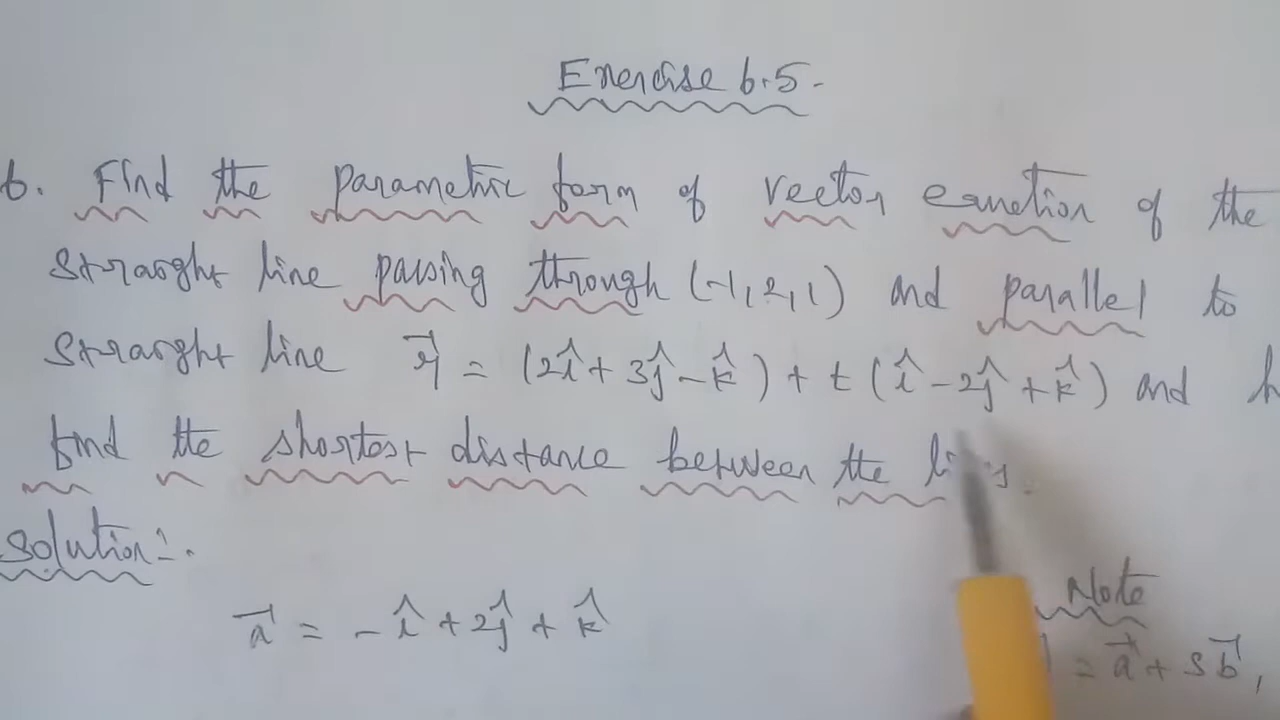 Exercise 6.5.
6. Find the parametric form of vector equation of the
straight line passing through (-1,2,1) and parallel to
straight line r⃗ = (2î + 3ĵ - k̂) + t (î - 2ĵ + k̂) and
find the shortest distance between the
Solution:-
a⃗ = -î + 2ĵ + k̂
Note
= a⃗ + sb⃗,